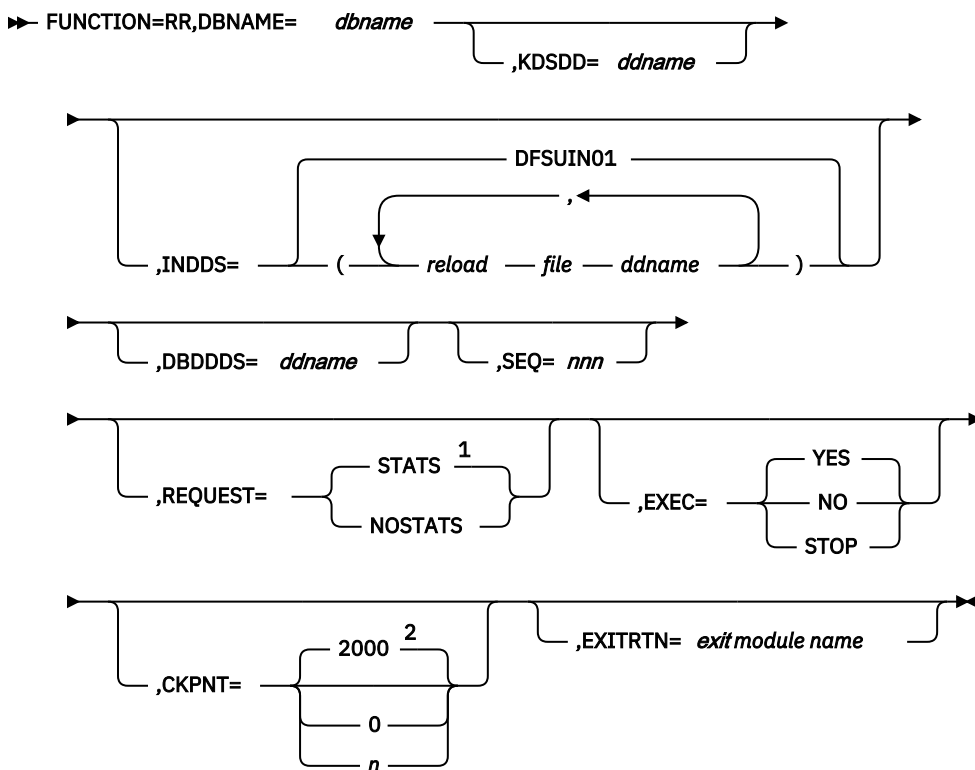 FUNCTION=RR,DBNAME= dbname
,KDSDD= ddname
DFSUIN01
,
,INDDS= ( reload file ddname )
,DBDDDS= ddname ,SEQ= nnn
STATS 1 YES
,REQUEST= ,EXEC= NO
NOSTATS
STOP
2000 2
,EXITRTN= exit module name
,CKPNT=
0
n